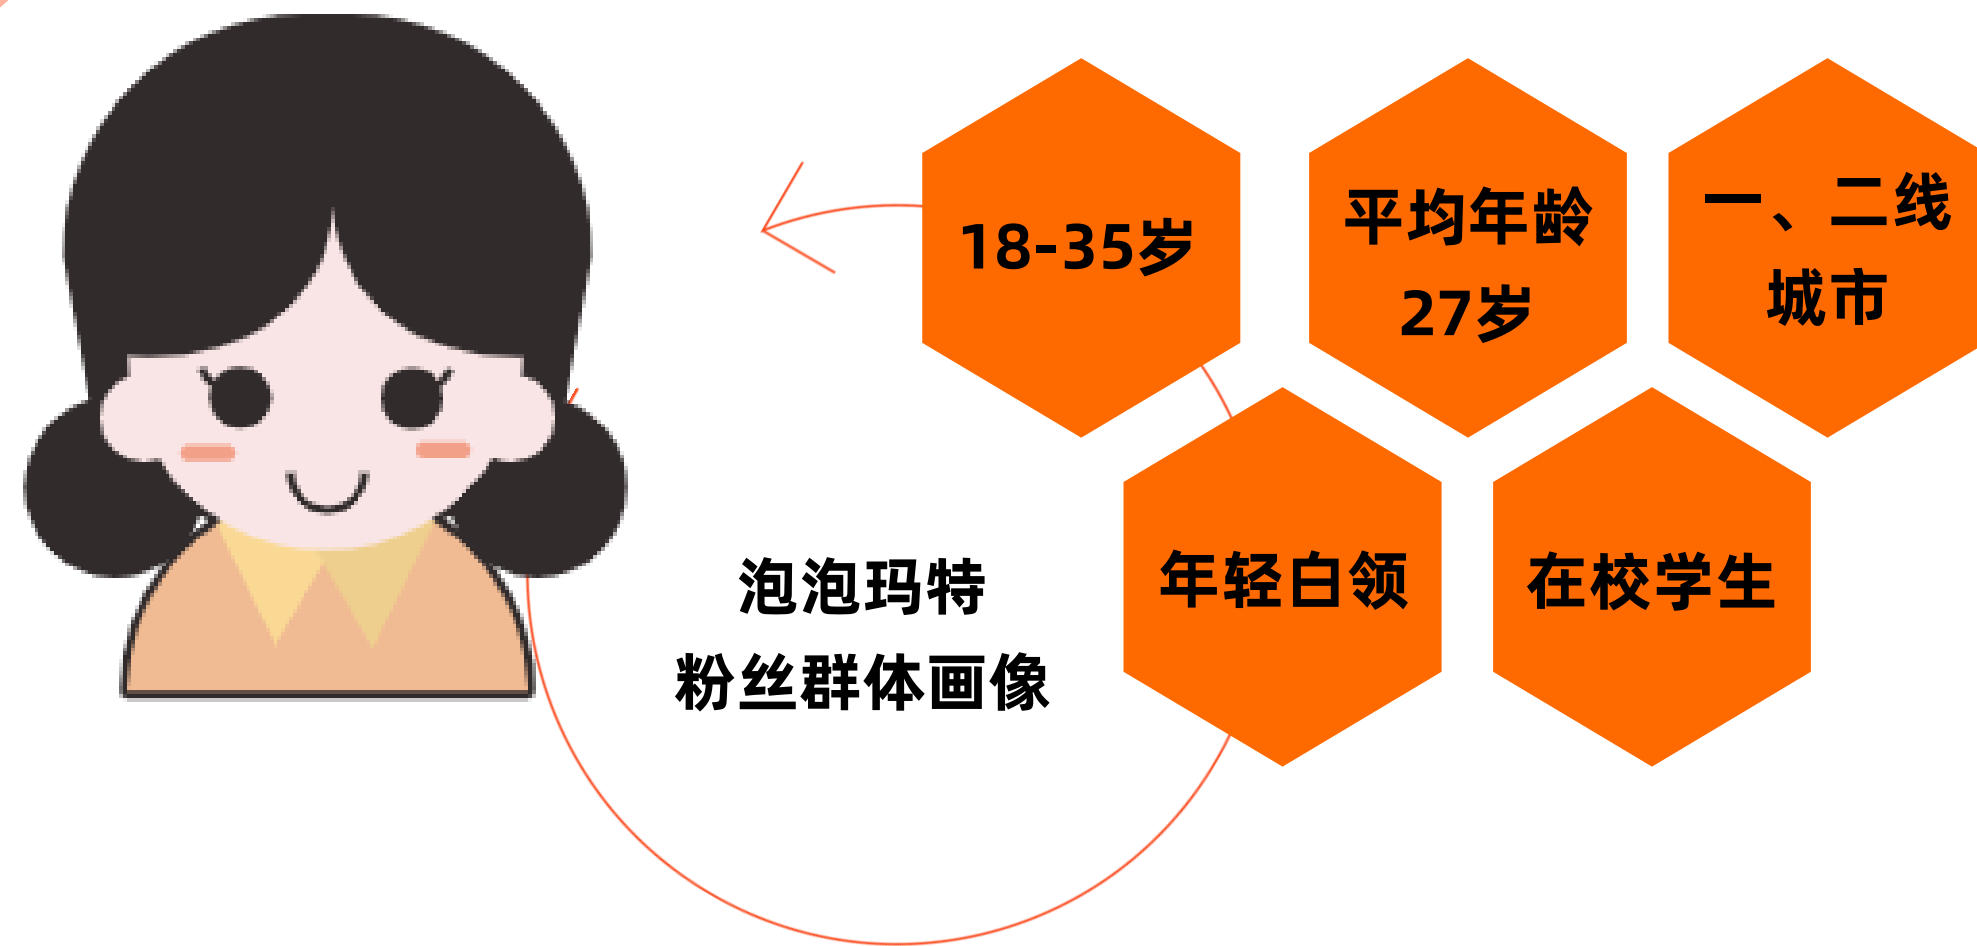 18-35岁
平均年龄
27岁
一、二线
城市
年轻白领
在校学生
泡泡玛特
粉丝群体画像